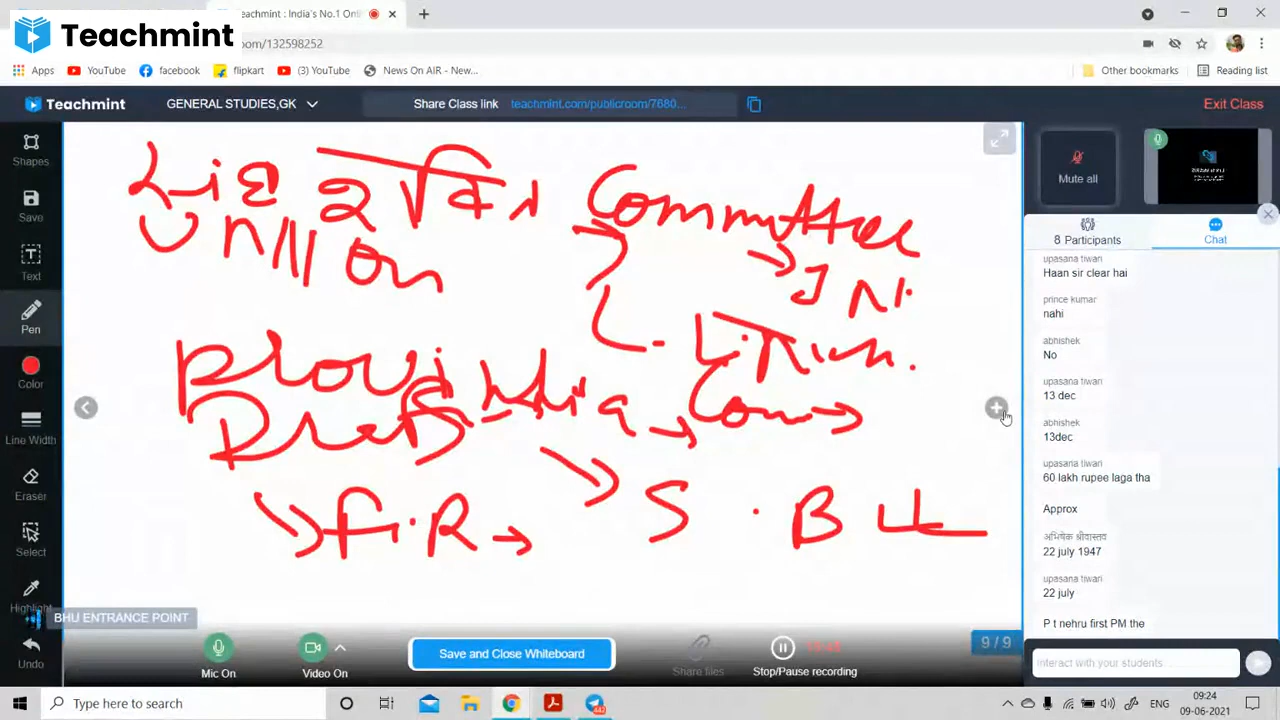 Teachmint : India's No.1 Onl
Teachmint
oom/132598252
Apps
YouTube
facebook
flipkart
(3) YouTube
News On AIR - New...
Other bookmarks
Reading list
Teachmint
GENERAL STUDIES,GK
Share Class link
teachmint.com/publicroom/7680...
Exit Class
Shapes
Save
Text
Pen
Color
Line Width
Eraser
Select
Highlight
Undo
संघ शक्ति Committee
Union
→ J N.
→ S. B
Mute all
8 Participants
Chat
upasana tiwari
Haan sir clear hai
prince kumar
nahi
abhishek
No
upasana tiwari
13 dec
abhishek
13dec
upasana tiwari
60 lakh rupee laga tha
Approx
अभिषेक श्रीवास्तव
22 july 1947
upasana tiwari
22 july
P t nehru first PM the
BHU ENTRANCE POINT
Mic On
Video On
Save and Close Whiteboard
Share files
Stop/Pause recording
9/9
Interact with your students
Type here to search
442
ENG
09:24
09-06-2021